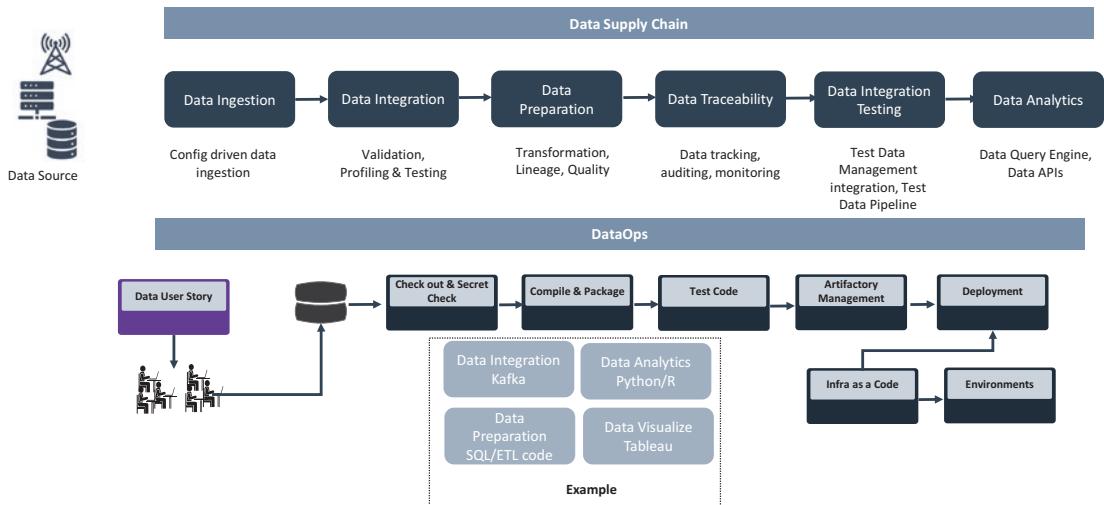 Data Supply Chain
Data Source
Data Ingestion
Data Integration
Data
Preparation
Data Traceability
Data Integration
Testing
Data Analytics
Config driven data
ingestion
Validation,
Profiling & Testing
Transformation,
Lineage, Quality
Data tracking,
auditing, monitoring
Test Data
Management
integration, Test
Data Pipeline
Data Query Engine,
Data APIs
DataOps
Data User Story
Check out & Secret
Check
Compile & Package
Test Code
Artifactory
Management
Deployment
Infra as a Code
Environments
Data Integration
Kafka
Data Analytics
Python/R
Data
Preparation
SQL/ETL code
Data Visualize
Tableau
Example